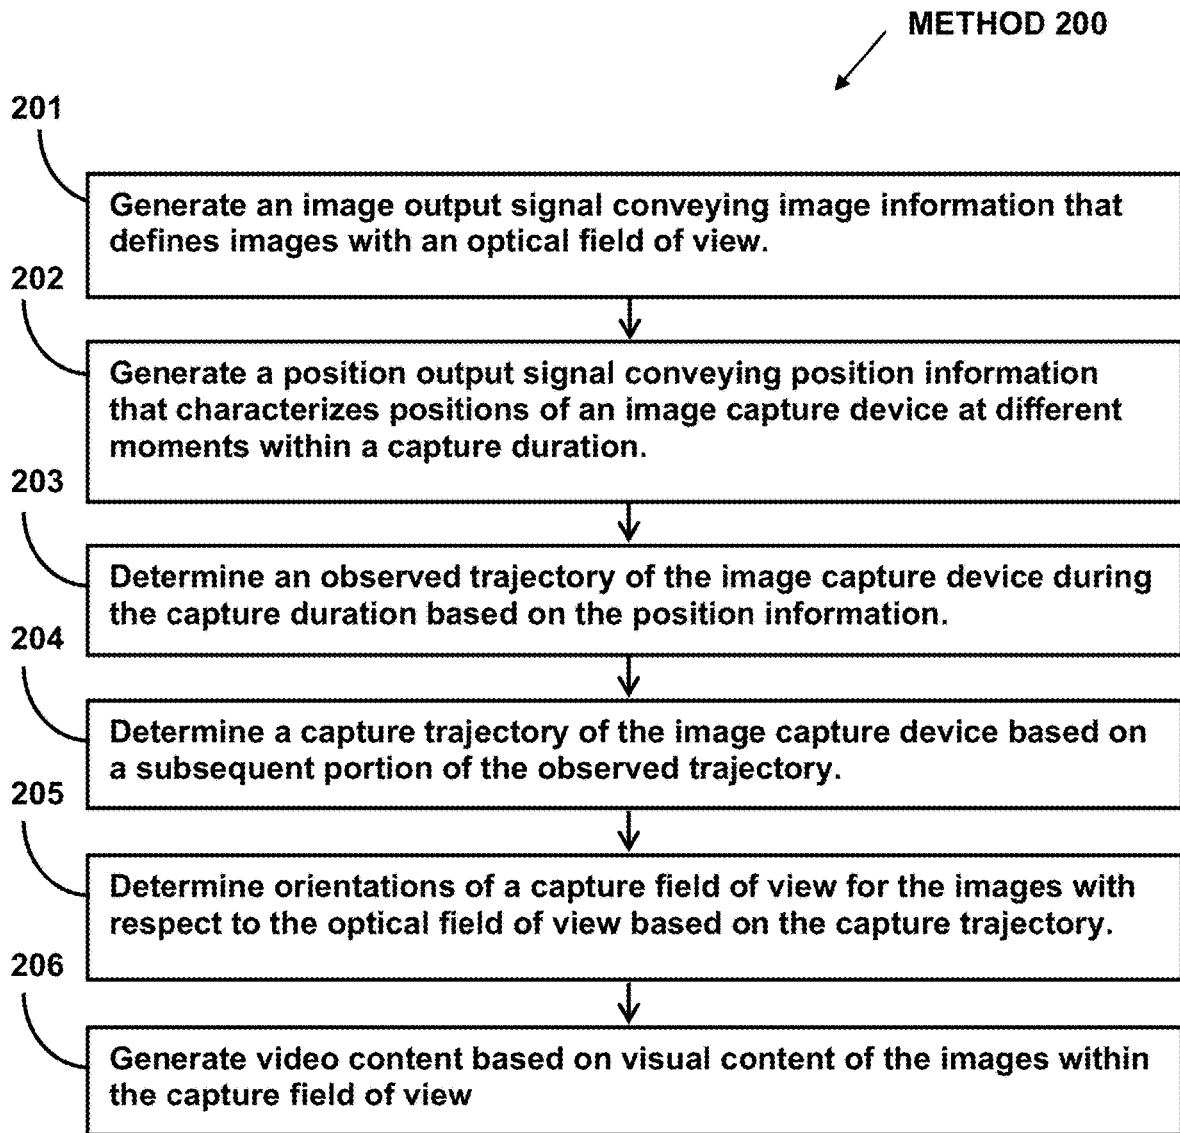 METHOD 200
201
Generate an image output signal conveying image information that
defines images with an optical field of view.
202
Generate a position output signal conveying position information
that characterizes positions of an image capture device at different
moments within a capture duration.
203
Determine an observed trajectory of the image capture device during
the capture duration based on the position information.
204
Determine a capture trajectory of the image capture device based on
a subsequent portion of the observed trajectory.
205
Determine orientations of a capture field of view for the images with
respect to the optical field of view based on the capture trajectory.
206
Generate video content based on visual content of the images within
the capture field of view